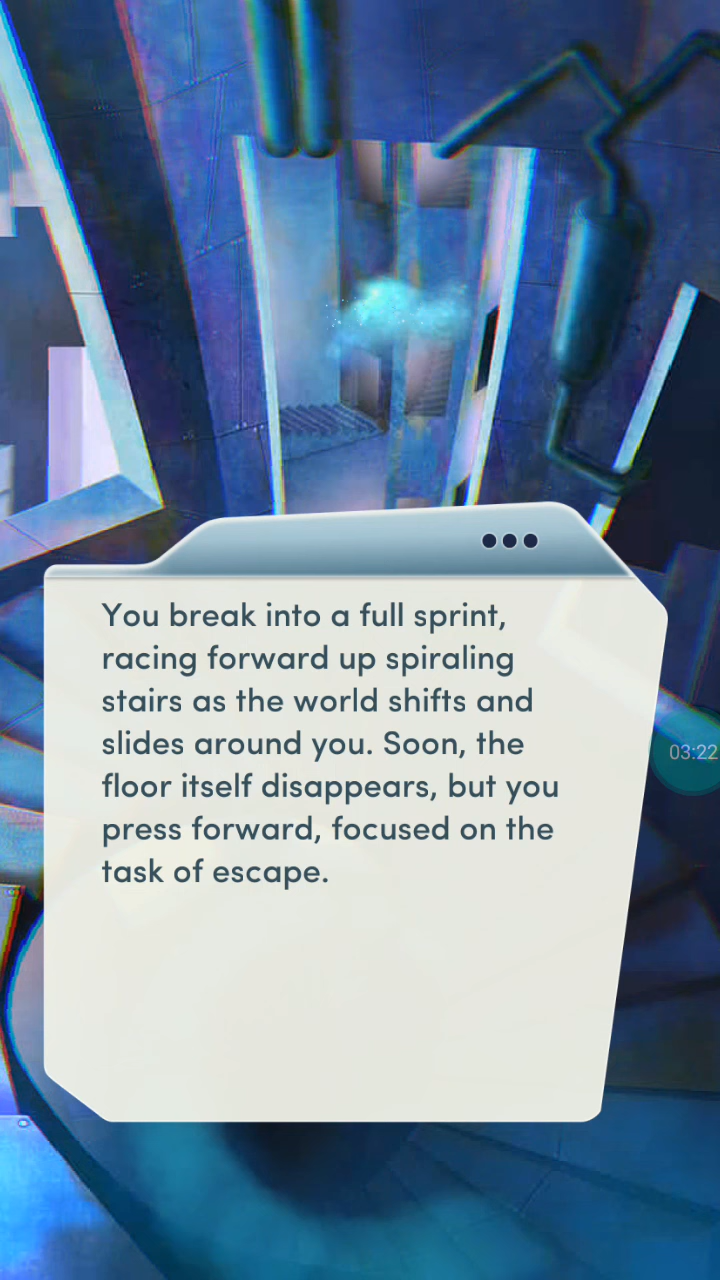 You break into a full sprint,
racing forward up spiraling
stairs as the world shifts and
slides around you. Soon, the
floor itself disappears, but you
press forward, focused on the
task of escape.
03:22